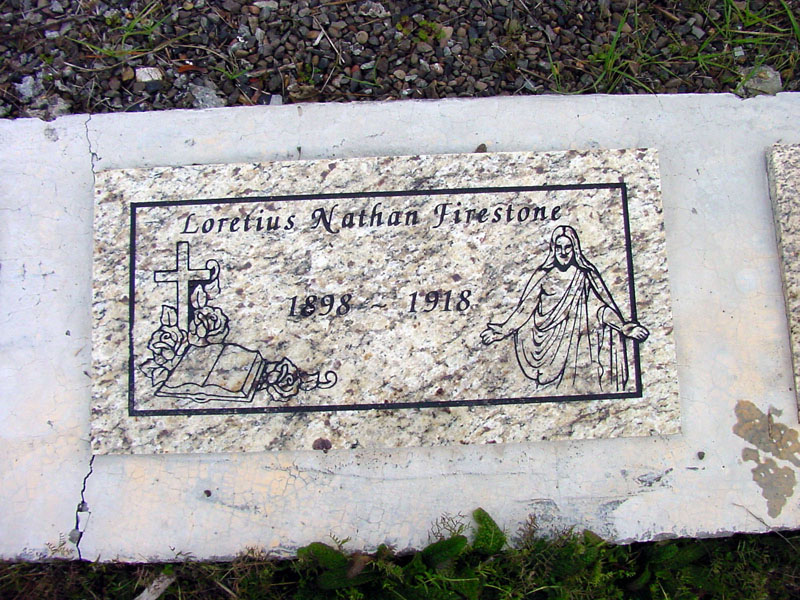 Loretius Nathan Firestone
1898 ~ 1918